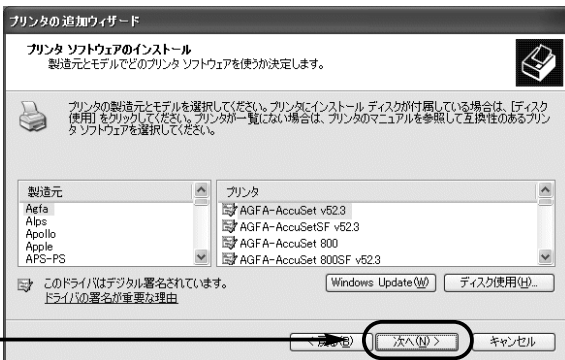 プリンタの追加ウィザード
プリンタ ソフトウェアのインストール
製造元とモデルでどのプリンタ ソフトウェアを使うか決定します。
プリンタの製造元とモデルを選択してください。プリンタにインストール ディスクが付属している場合は、[ディスク
使用] をクリックしてください。プリンタが一覧にない場合は、プリンタのマニュアルを参照して互換性のあるプリン
タ ソフトウェアを選択してください。
製造元
Agfa
Alps
Apollo
Apple
APS-PS
プリンタ
AGFA-AccuSet v52.3
AGFA-AccuSetSF v52.3
AGFA-AccuSet 800
AGFA-AccuSet 800SF v52.3
このドライバはデジタル署名されています。
ドライバの署名が重要な理由
Windows Update(W)
ディスク使用(H)...
< 戻る(B)
次へ(N) >
キャンセル